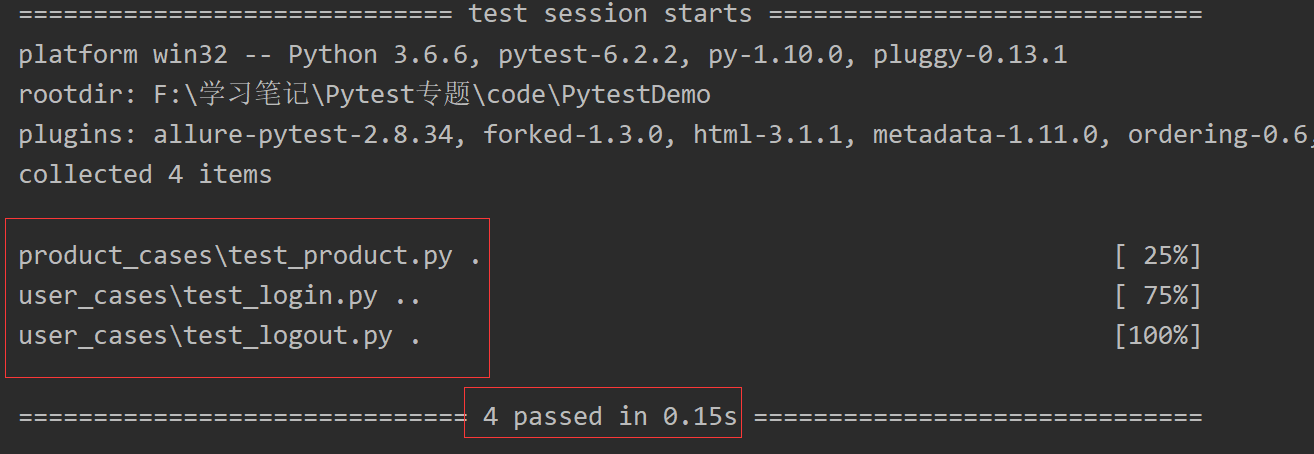 ============================= test session starts =============================
platform win32 -- Python 3.6.6, pytest-6.2.2, py-1.10.0, pluggy-0.13.1
rootdir: F:\学习笔记\Pytest专题\code\PytestDemo
plugins: allure-pytest-2.8.34, forked-1.3.0, html-3.1.1, metadata-1.11.0, ordering-0.6,
collected 4 items
product_cases\test_product.py . [ 25%]
user_cases\test_login.py .. [ 75%]
user_cases\test_logout.py . [100%]
============================== 4 passed in 0.15s ==============================